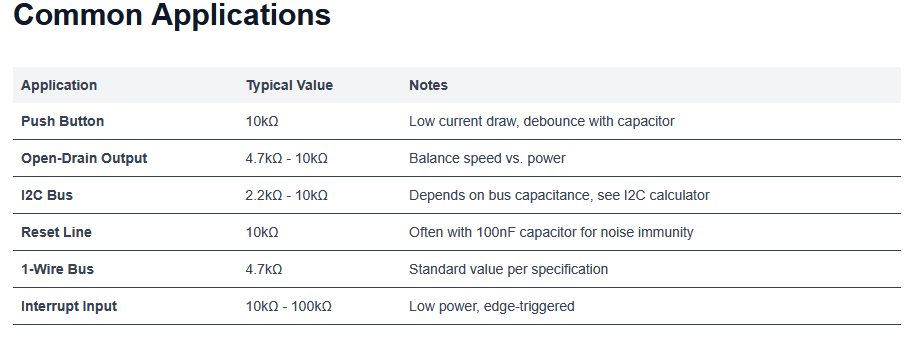 Common Applications
Application Typical Value Notes
Push Button 10kΩ Low current draw, debounce with capacitor
Open-Drain Output 4.7kΩ - 10kΩ Balance speed vs. power
I2C Bus 2.2kΩ - 10kΩ Depends on bus capacitance, see I2C calculator
Reset Line 10kΩ Often with 100nF capacitor for noise immunity
1-Wire Bus 4.7kΩ Standard value per specification
Interrupt Input 10kΩ - 100kΩ Low power, edge-triggered